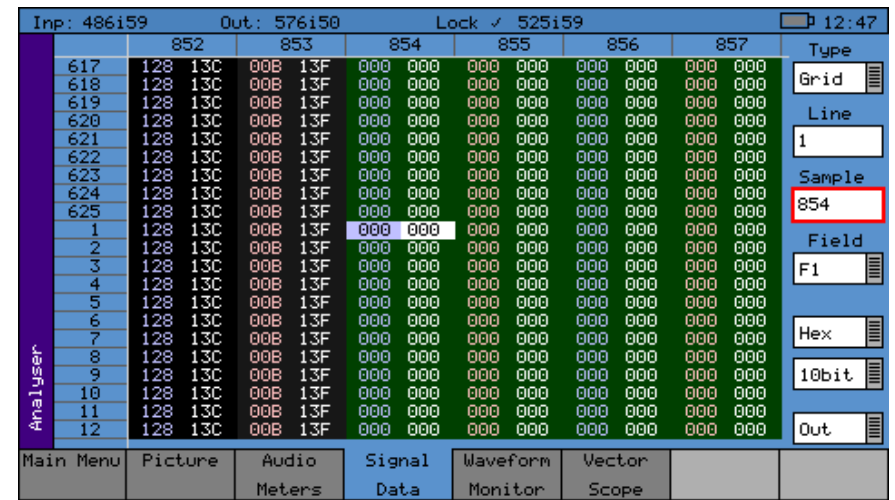 Inp: 486i59 Out: 576i50 Lock ✓ 525i59 12:47
852 853 854 855 856 857 Type
617 128 13C 00B 13F 000 000 000 000 000 000 000 000
618 128 13C 00B 13F 000 000 000 000 000 000 000 000 Grid
619 128 13C 00B 13F 000 000 000 000 000 000 000 000
620 128 13C 00B 13F 000 000 000 000 000 000 000 000 Line
621 128 13C 00B 13F 000 000 000 000 000 000 000 000 1
622 128 13C 00B 13F 000 000 000 000 000 000 000 000
623 128 13C 00B 13F 000 000 000 000 000 000 000 000 Sample
624 128 13C 00B 13F 000 000 000 000 000 000 000 000
625 128 13C 00B 13F 000 000 000 000 000 000 000 000 854
1 128 13C 00B 13F 000 000 000 000 000 000 000 000
2 128 13C 00B 13F 000 000 000 000 000 000 000 000 Field
3 128 13C 00B 13F 000 000 000 000 000 000 000 000
4 128 13C 00B 13F 000 000 000 000 000 000 000 000 F1
5 128 13C 00B 13F 000 000 000 000 000 000 000 000
6 128 13C 00B 13F 000 000 000 000 000 000 000 000
7 128 13C 00B 13F 000 000 000 000 000 000 000 000 Hex
8 128 13C 00B 13F 000 000 000 000 000 000 000 000
9 128 13C 00B 13F 000 000 000 000 000 000 000 000 10bit
10 128 13C 00B 13F 000 000 000 000 000 000 000 000
11 128 13C 00B 13F 000 000 000 000 000 000 000 000
12 128 13C 00B 13F 000 000 000 000 000 000 000 000 Out
Analyser
Main Menu Picture Audio Signal Waveform Vector
Meters Data Monitor Scope